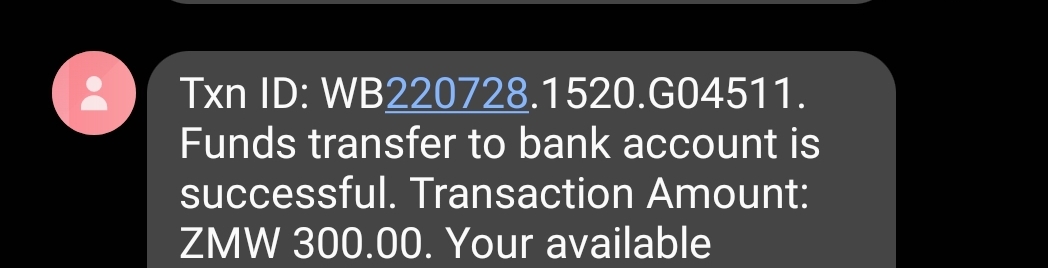 Txn ID: WB220728.1520.G04511.
Funds transfer to bank account is
successful. Transaction Amount:
ZMW 300.00. Your available